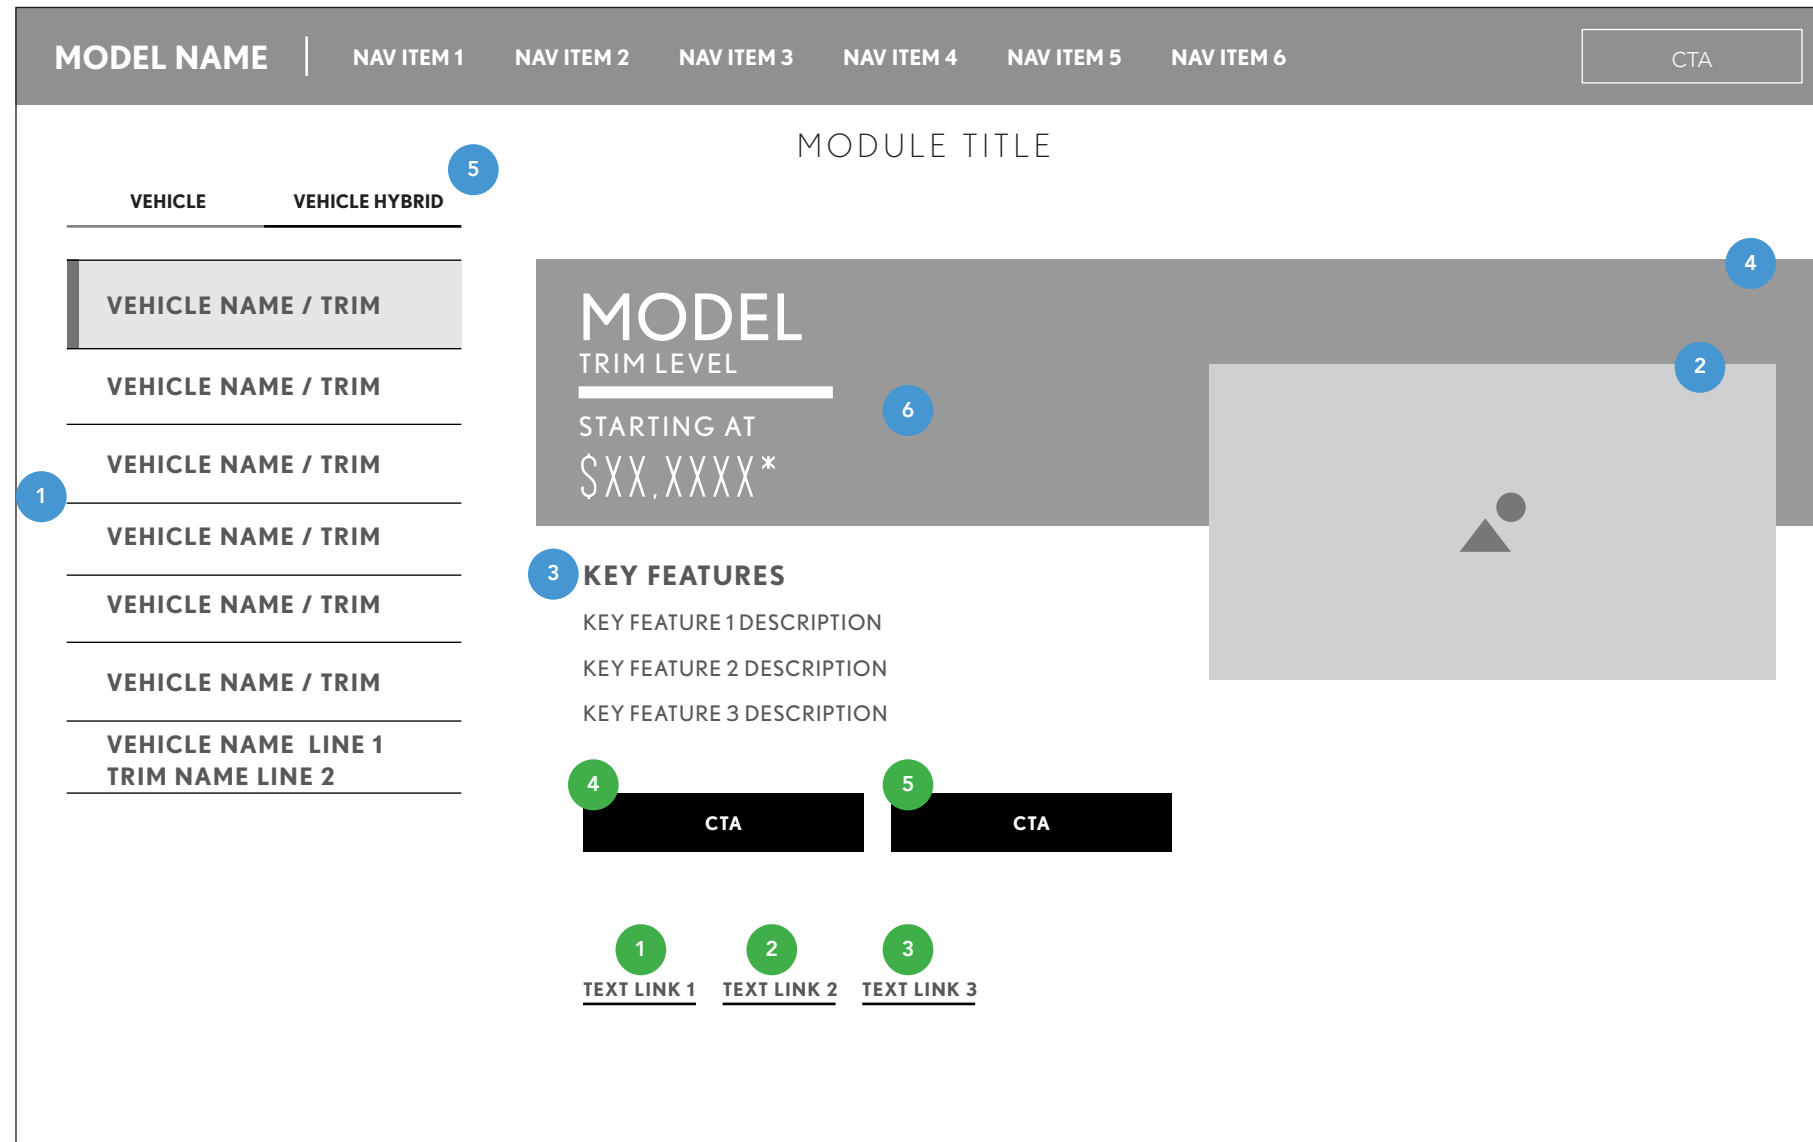 MODEL NAME
NAV ITEM 1
NAV ITEM 2
NAV ITEM 3
NAV ITEM 4
NAV ITEM 5
NAV ITEM 6
CTA
MODULE TITLE
5
VEHICLE
VEHICLE HYBRID
VEHICLE NAME / TRIM
VEHICLE NAME / TRIM
VEHICLE NAME / TRIM
1
VEHICLE NAME / TRIM
VEHICLE NAME / TRIM
VEHICLE NAME / TRIM
VEHICLE NAME LINE 1
TRIM NAME LINE 2
4
MODEL
TRIM LEVEL
2
6
STARTING AT
$XX,XXXX*
3
KEY FEATURES
KEY FEATURE 1 DESCRIPTION
KEY FEATURE 2 DESCRIPTION
KEY FEATURE 3 DESCRIPTION
4
CTA
5
CTA
1
2
3
TEXT LINK 1
TEXT LINK 2
TEXT LINK 3